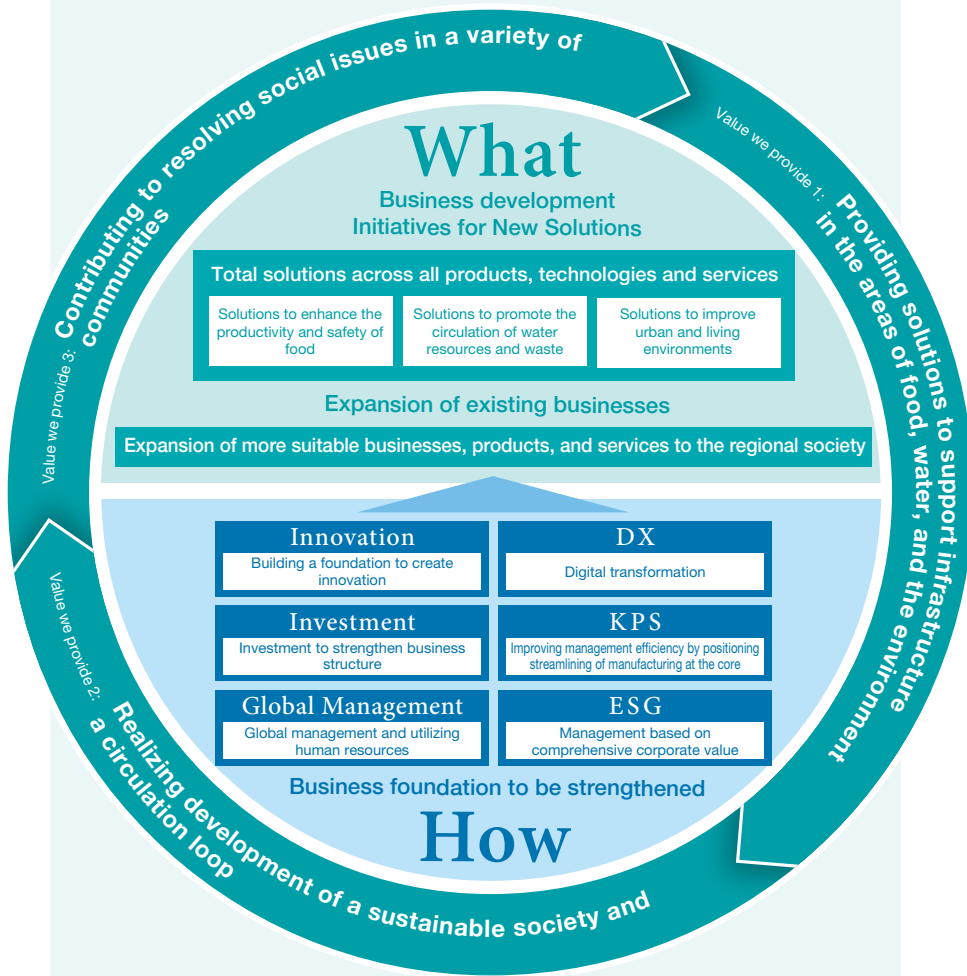 What
Business development
Initiatives for New Solutions
Total solutions across all products, technologies and services
Solutions to enhance the
productivity and safety of
food
Solutions to promote the
circulation of water
resources and waste
Solutions to improve
urban and living
environments
Expansion of existing businesses
Expansion of more suitable businesses, products, and services to the regional society
Innovation
Building a foundation to create
innovation
DX
Digital transformation
Investment
Investment to strengthen business
structure
KPS
Improving management efficiency by positioning
streamlining of manufacturing at the core
Global Management
Global management and utilizing
human resources
ESG
Management based on
comprehensive corporate value
Business foundation to be strengthened
How
Value we provide 1: Providing solutions to support infrastructure
in the areas of food, water, and the environment
Value we provide 2: Realizing development of a sustainable society and
a circulation loop
Value we provide 3: Contributing to resolving social issues in a variety of
communities